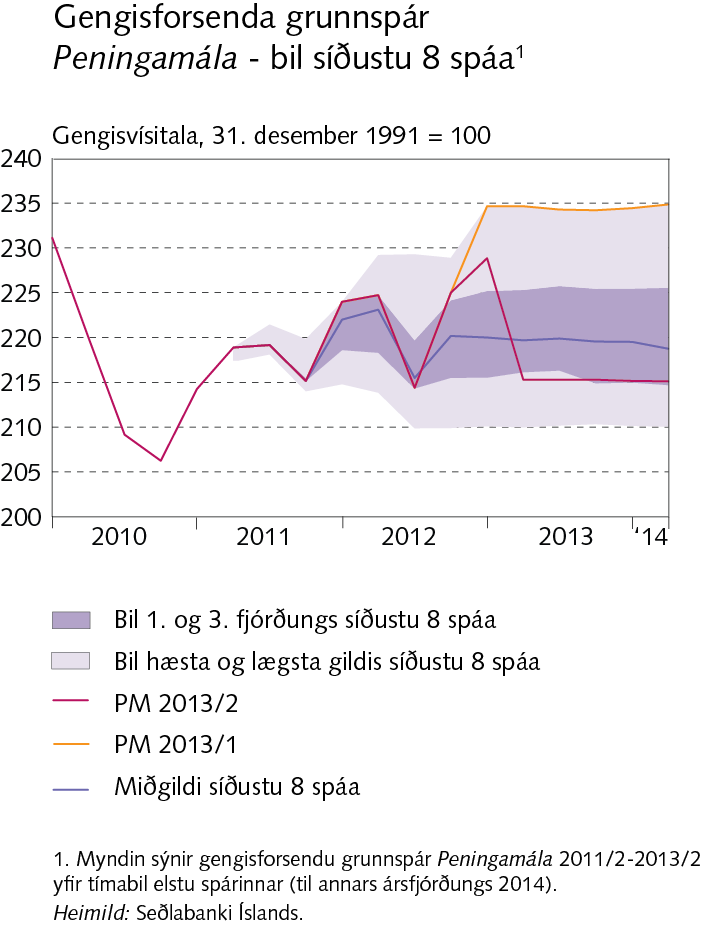 Gengisforsenda grunnspár
Peningamála - bil síðustu 8 spáa¹
Gengisvísitala, 31. desember 1991 = 100
240
235
230
225
220
215
210
205
200
2010 2011 2012 2013 ‘14
Bil 1. og 3. fjórðungs síðustu 8 spáa
Bil hæsta og lægsta gildis síðustu 8 spáa
PM 2013/2
PM 2013/1
Miðgildi síðustu 8 spáa
1. Myndin sýnir gengisforsendu grunnspár Peningamála 2011/2-2013/2
yfir tímabil elstu spárinnar (til annars ársfjórðungs 2014).
Heimild: Seðlabanki Íslands.